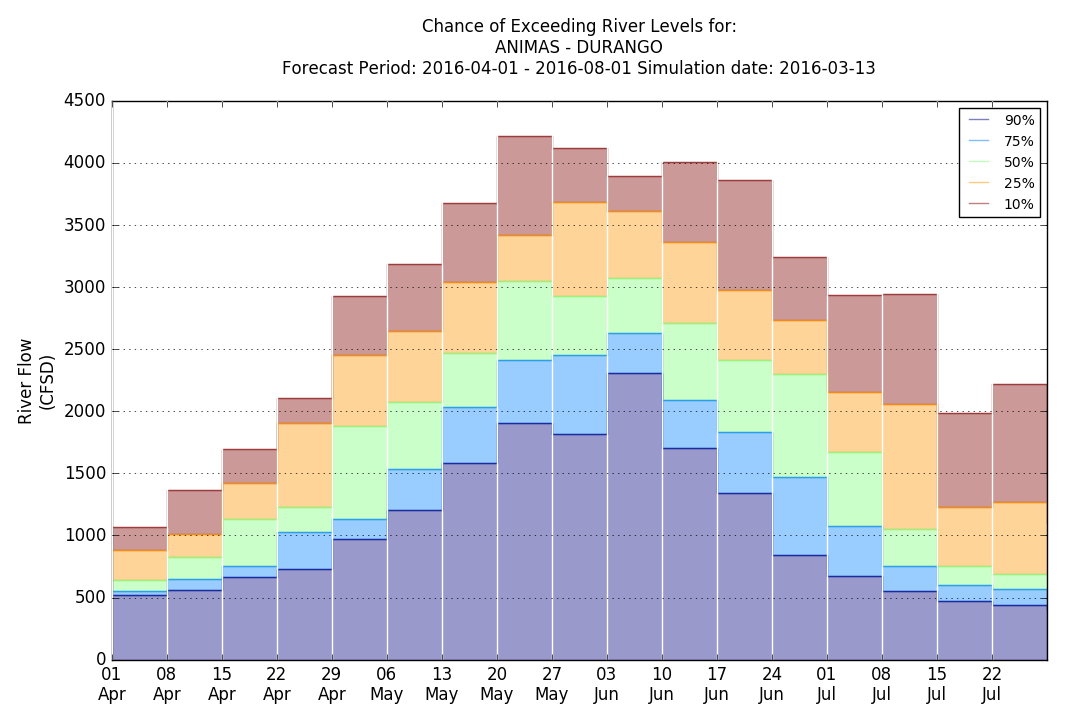 Chance of Exceeding River Levels for:
ANIMAS - DURANGO
Forecast Period: 2016-04-01 - 2016-08-01 Simulation date: 2016-03-13
River Flow
(CFSD)
4500
4000
3500
3000
2500
2000
1500
1000
500
0
90%
75%
50%
25%
10%
01 08 15 22 29 06 13 20 27 03 10 17 24 01 08 15 22
Apr Apr Apr Apr Apr May May May May Jun Jun Jun Jun Jul Jul Jul Jul